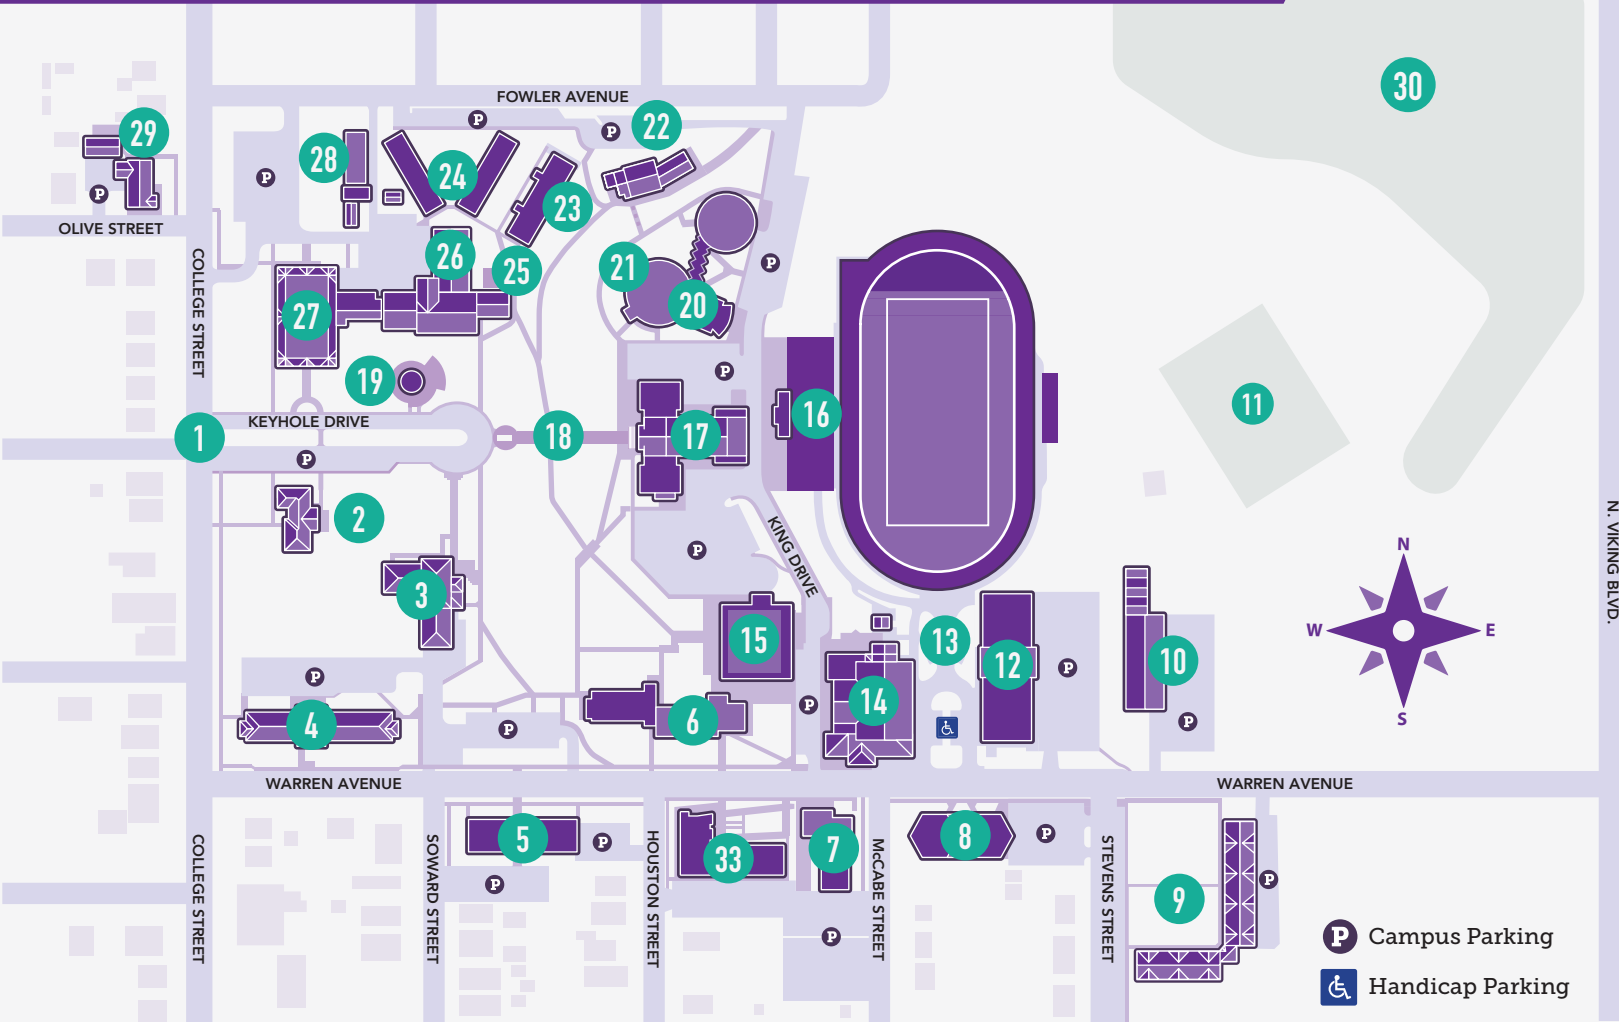 FOWLER AVENUE
30
22
P
P
29
28
24
P
P
23
OLIVE STREET
26
25
21
P
COLLEGE STREET
20
27
19
P
KEYHOLE DRIVE
1
18
17
16
11
P
2
KING DRIVE
N. VIKING BLVD.
P
N
3
W
E
S
15
13
12
10
P
P
14
P
P
4
6
P
P
WARREN AVENUE
WARREN AVENUE
COLLEGE STREET
SOWARD STREET
5
P
HOUSTON STREET
33
7
McCABE STREET
8
P
STEVENS STREET
P
9
P
P
P Campus Parking
Handicap Parking